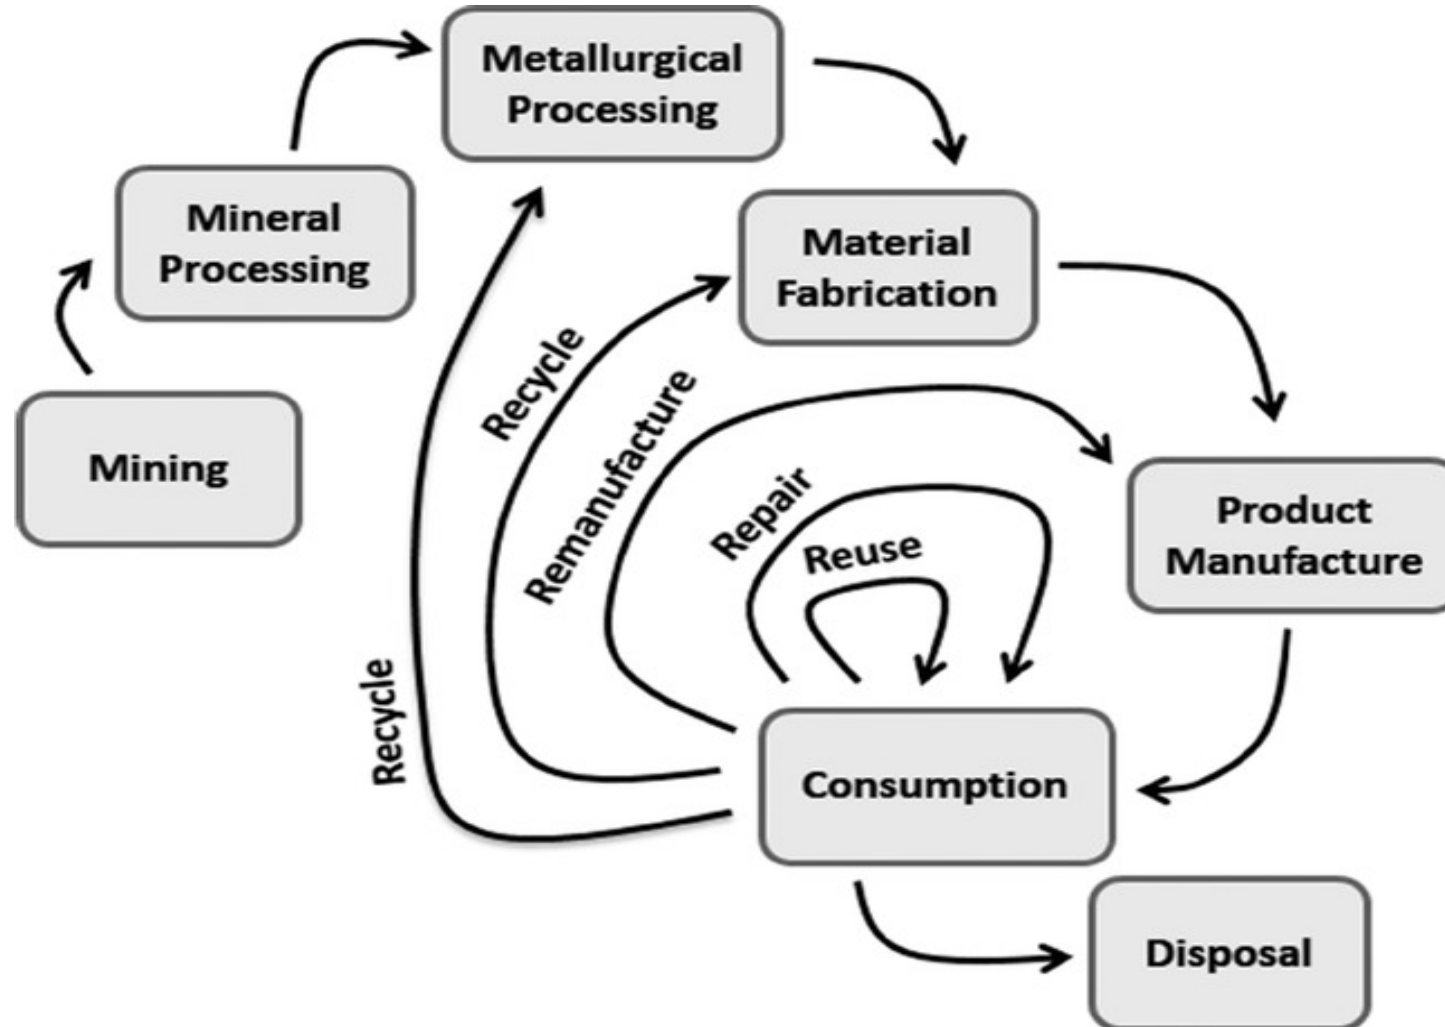 Metallurgical
Processing
Mineral
Processing
Material
Fabrication
Mining
Recycle
Remanufacture
Repair
Reuse
Product
Manufacture
Recycle
Consumption
Disposal